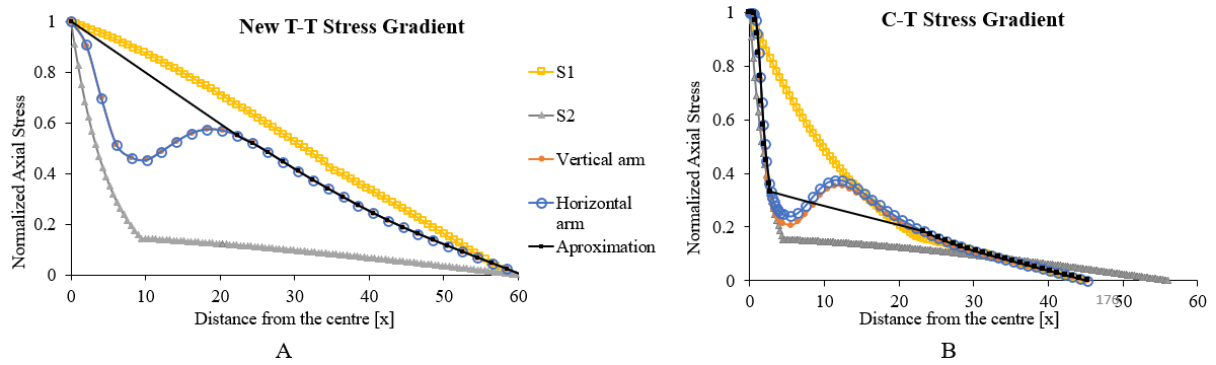 New T-T Stress Gradient
Normalized Axial Stress
1
0.8
0.6
0.4
0.2
0
0 10 20 30 40 50 60
Distance from the centre [x]
A
S1
S2
Vertical arm
Horizontal
arm
Aproximation
C-T Stress Gradient
Normalized Axial Stress
1
0.8
0.6
0.4
0.2
0
0 10 20 30 40 50 60
176
Distance from the centre [x]
B